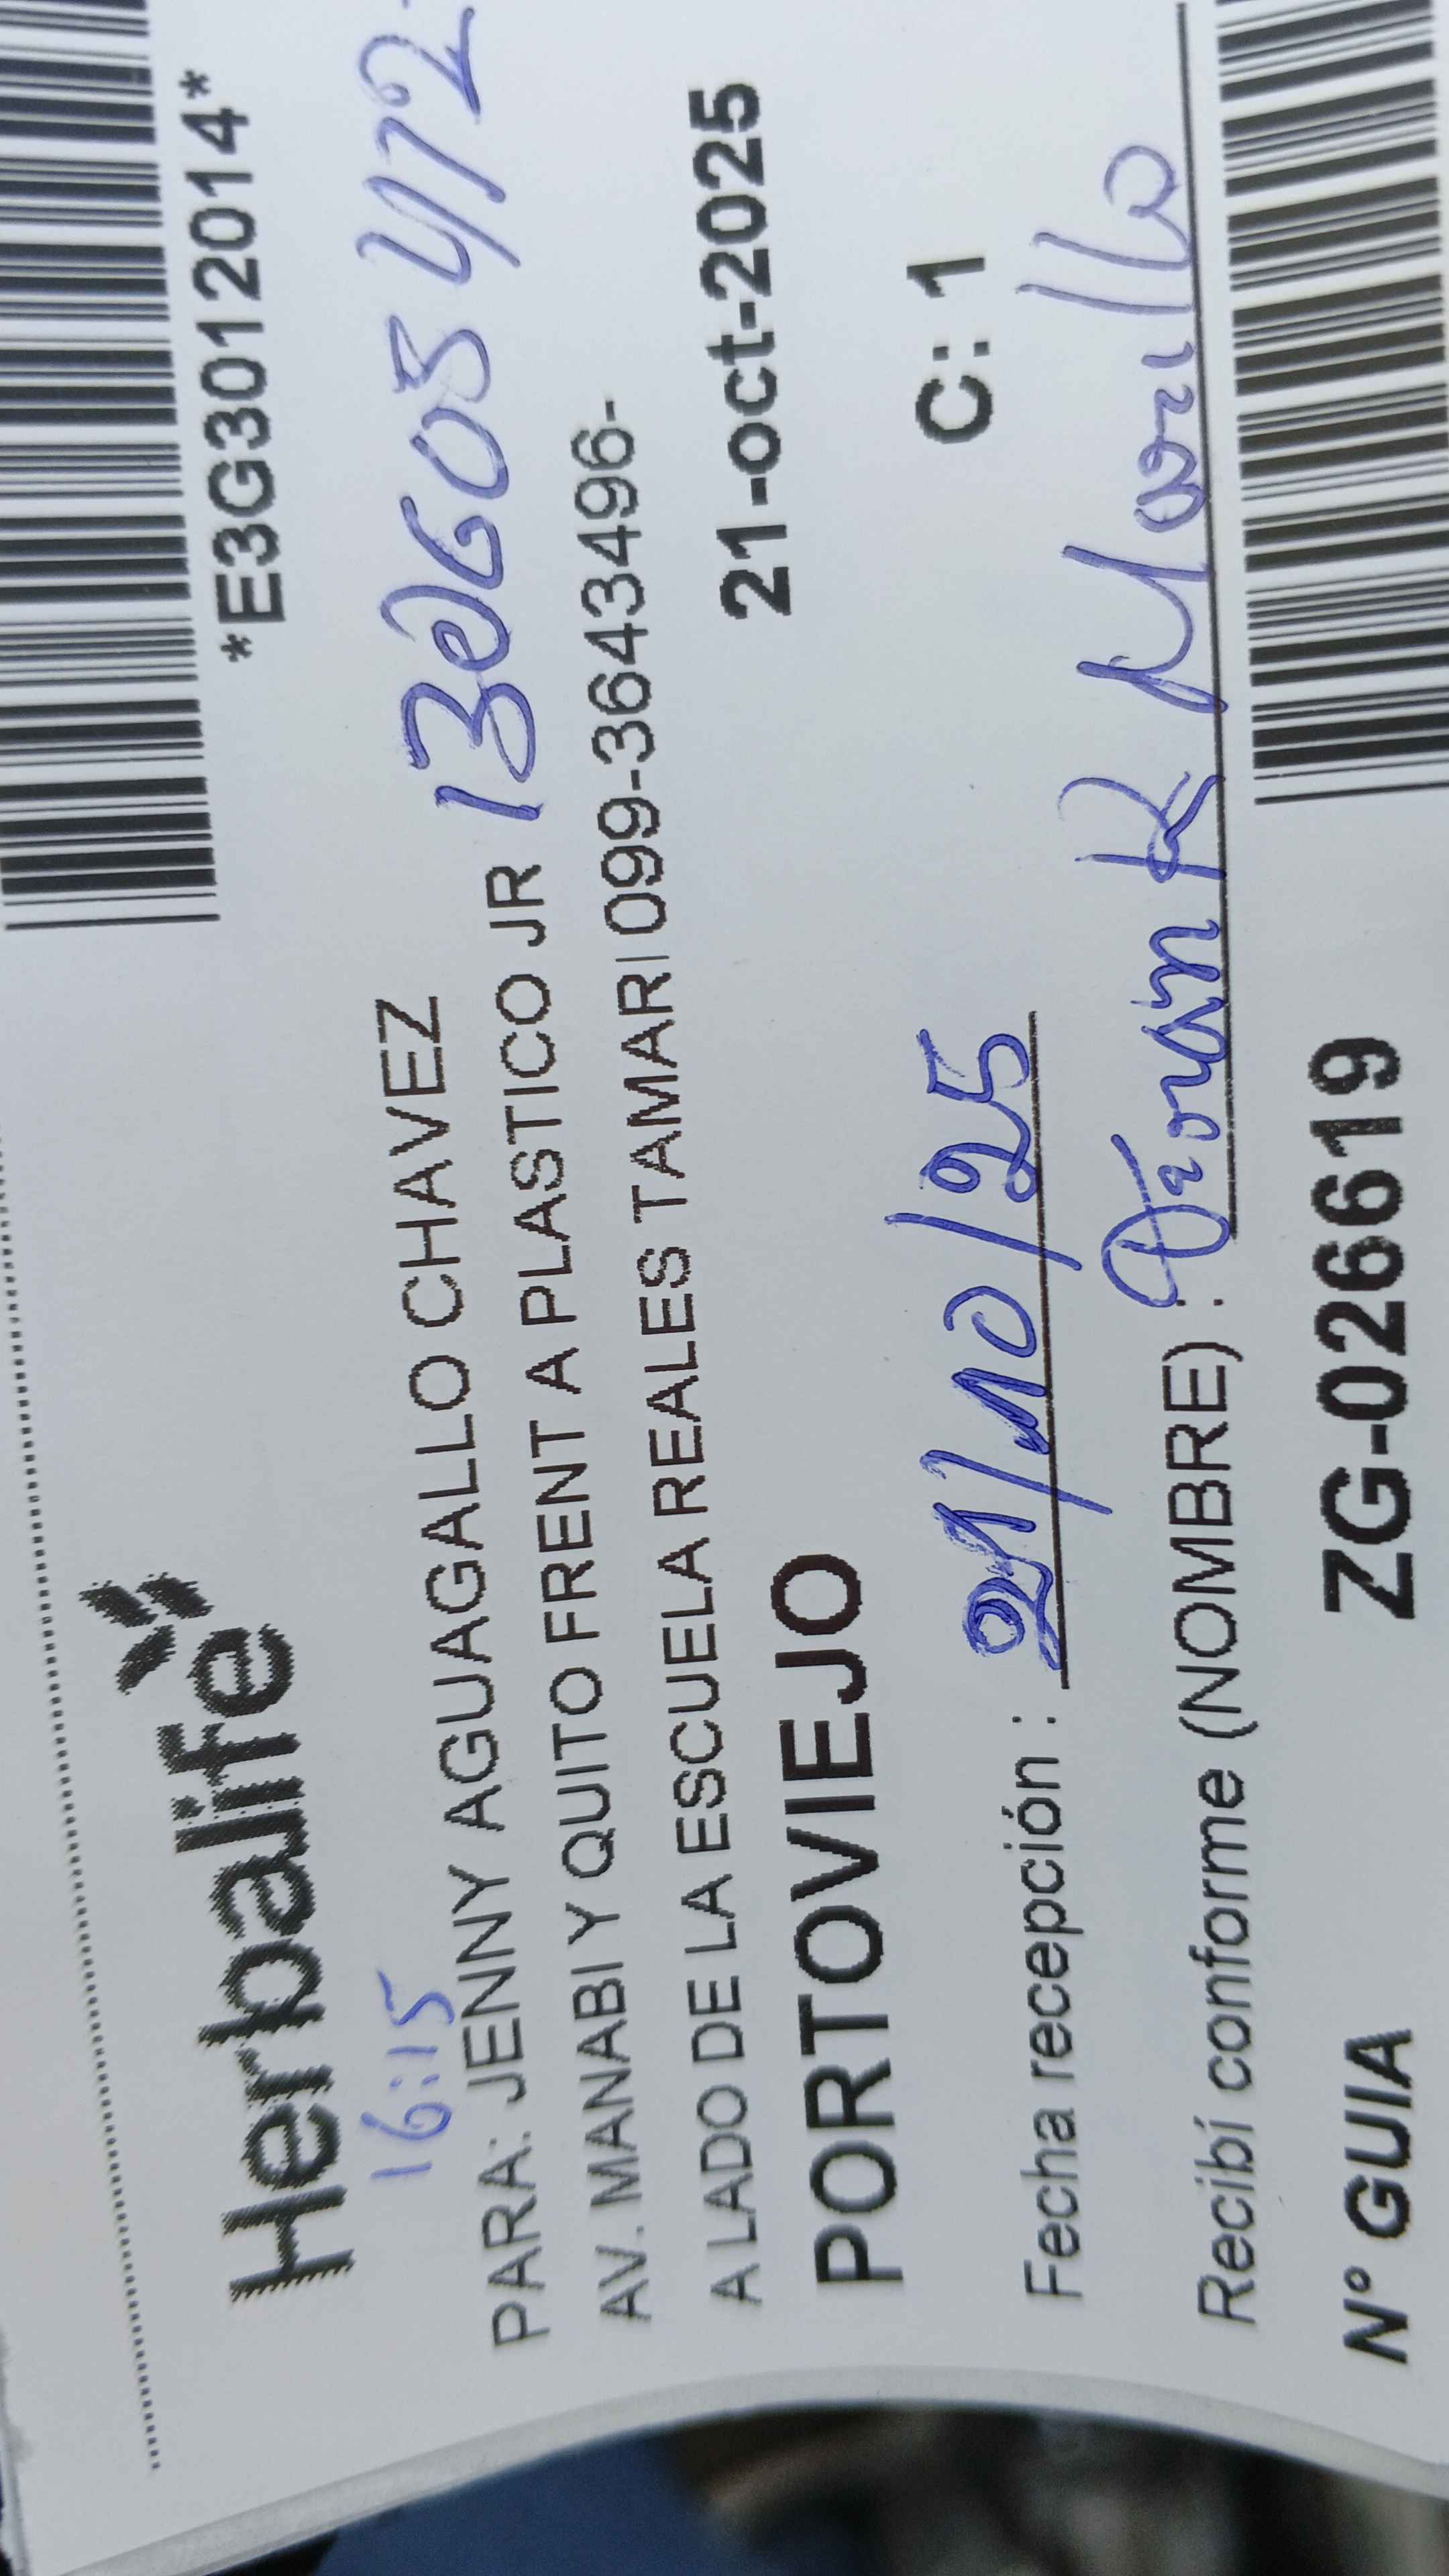 *E3G3012014*
Herbalife
16:15
PARA: JENNY AGUAGALLO CHAVEZ
AV. MANABI Y QUITO FRENT A PLASTICO JR
A LADO DE LA ESCUELA REALES TAMARI 099-3643496-
PORTOVIEJO 21-oct-2025
Fecha recepción : 21/10/25 C: 1
Recibí conforme (NOMBRE) : Morillo
N° GUIA ZG-026619